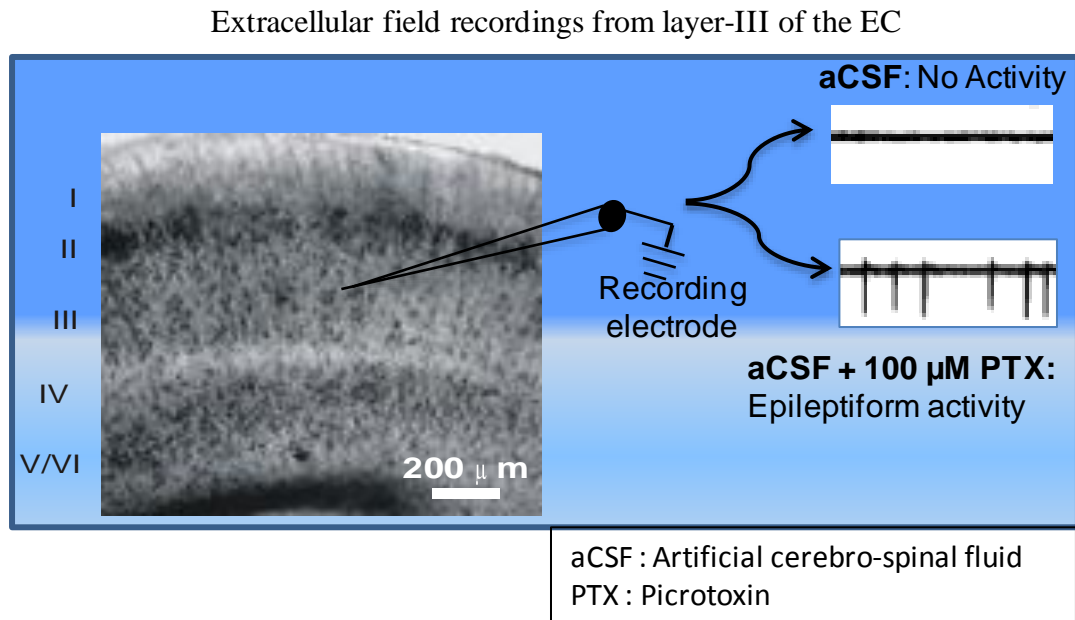 Extracellular field recordings from layer-III of the EC
aCSF: No Activity
I
II
III
IV
V/VI
200 μ m
Recording
electrode
aCSF + 100 µM PTX:
Epileptiform activity
aCSF : Artificial cerebro-spinal fluid
PTX : Picrotoxin